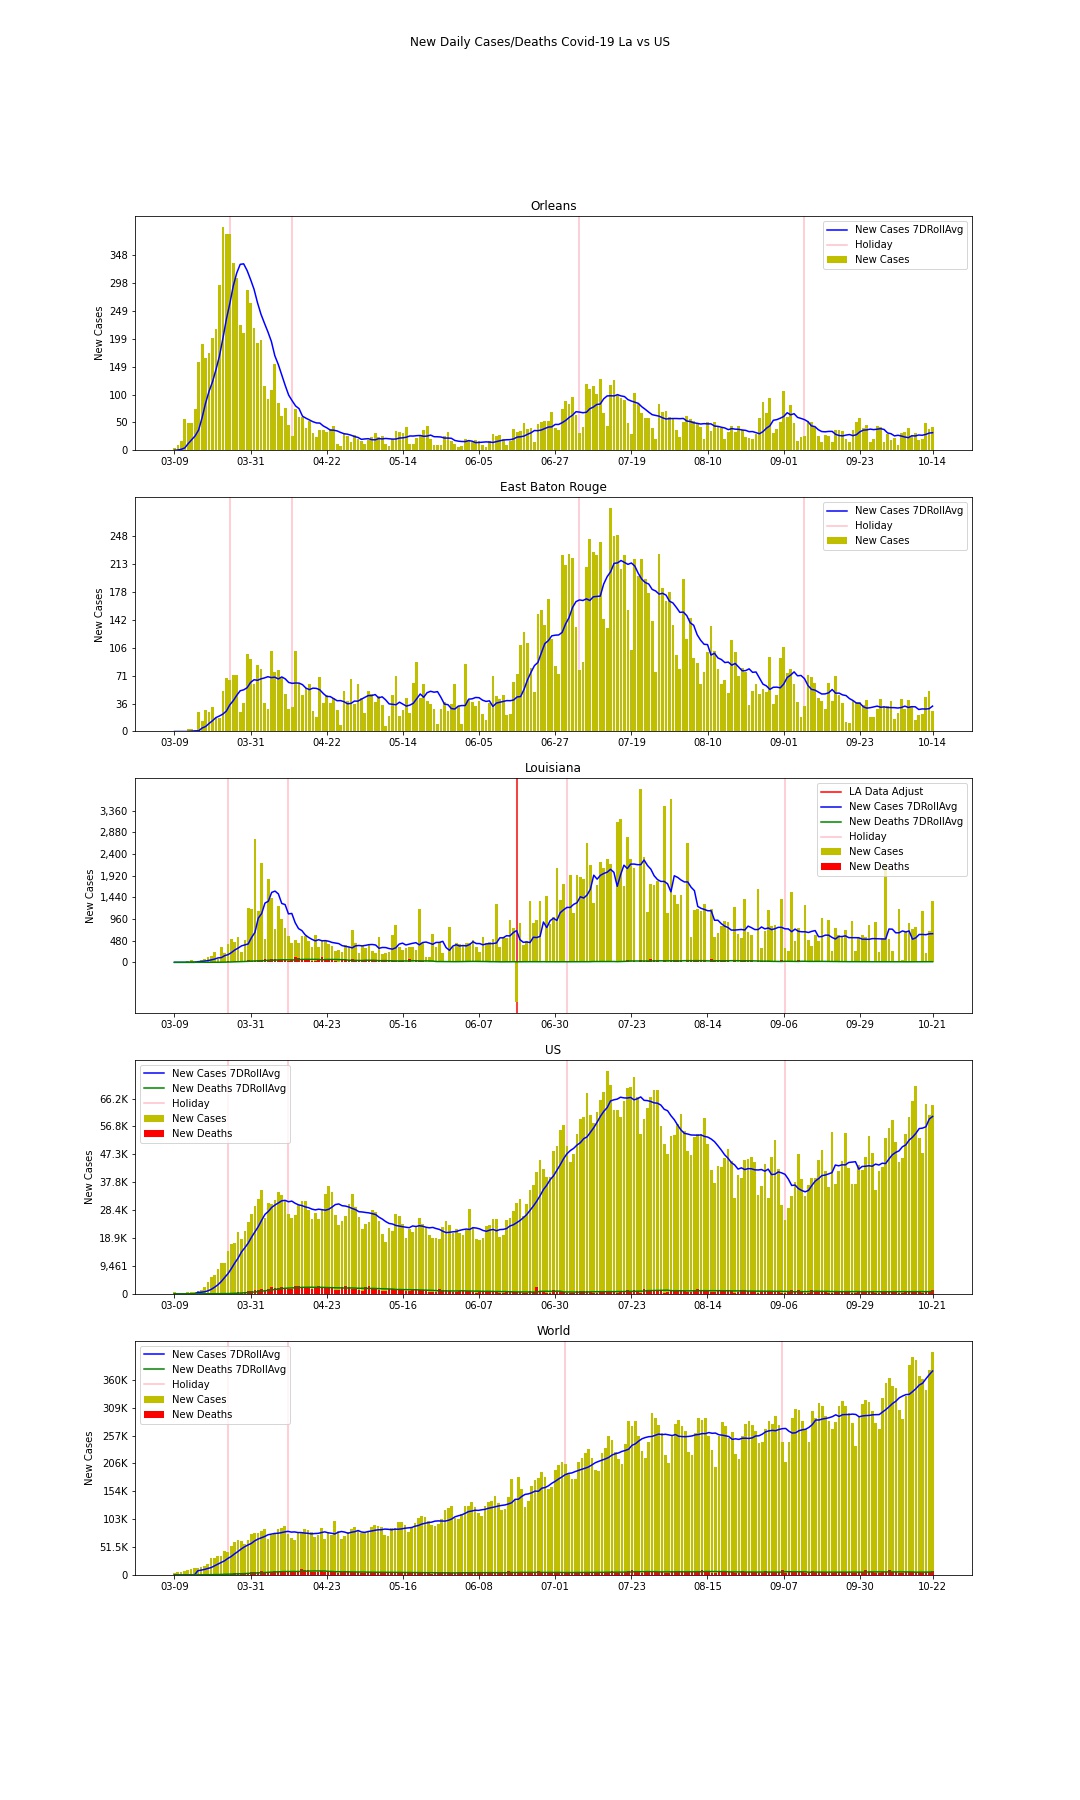 New Daily Cases/Deaths Covid-19 La vs US
Orleans
New Cases
348
298
249
199
149
100
50
0
New Cases 7DRollAvg
Holiday
New Cases
03-09 03-31 04-22 05-14 06-05 06-27 07-19 08-10 09-01 09-23 10-14
East Baton Rouge
New Cases
248
213
178
142
106
71
36
0
New Cases 7DRollAvg
Holiday
New Cases
03-09 03-31 04-22 05-14 06-05 06-27 07-19 08-10 09-01 09-23 10-14
Louisiana
New Cases
3,360
2,880
2,400
1,920
1,440
960
480
0
LA Data Adjust
New Cases 7DRollAvg
New Deaths 7DRollAvg
Holiday
New Cases
New Deaths
03-09 03-31 04-23 05-16 06-07 06-30 07-23 08-14 09-06 09-29 10-21
US
New Cases
66.2K
56.8K
47.3K
37.8K
28.4K
18.9K
9,461
0
New Cases 7DRollAvg
New Deaths 7DRollAvg
Holiday
New Cases
New Deaths
03-09 03-31 04-23 05-16 06-07 06-30 07-23 08-14 09-06 09-29 10-21
World
New Cases
360K
309K
257K
206K
154K
103K
51.5K
0
New Cases 7DRollAvg
New Deaths 7DRollAvg
Holiday
New Cases
New Deaths
03-09 03-31 04-23 05-16 06-08 07-01 07-23 08-15 09-07 09-30 10-22